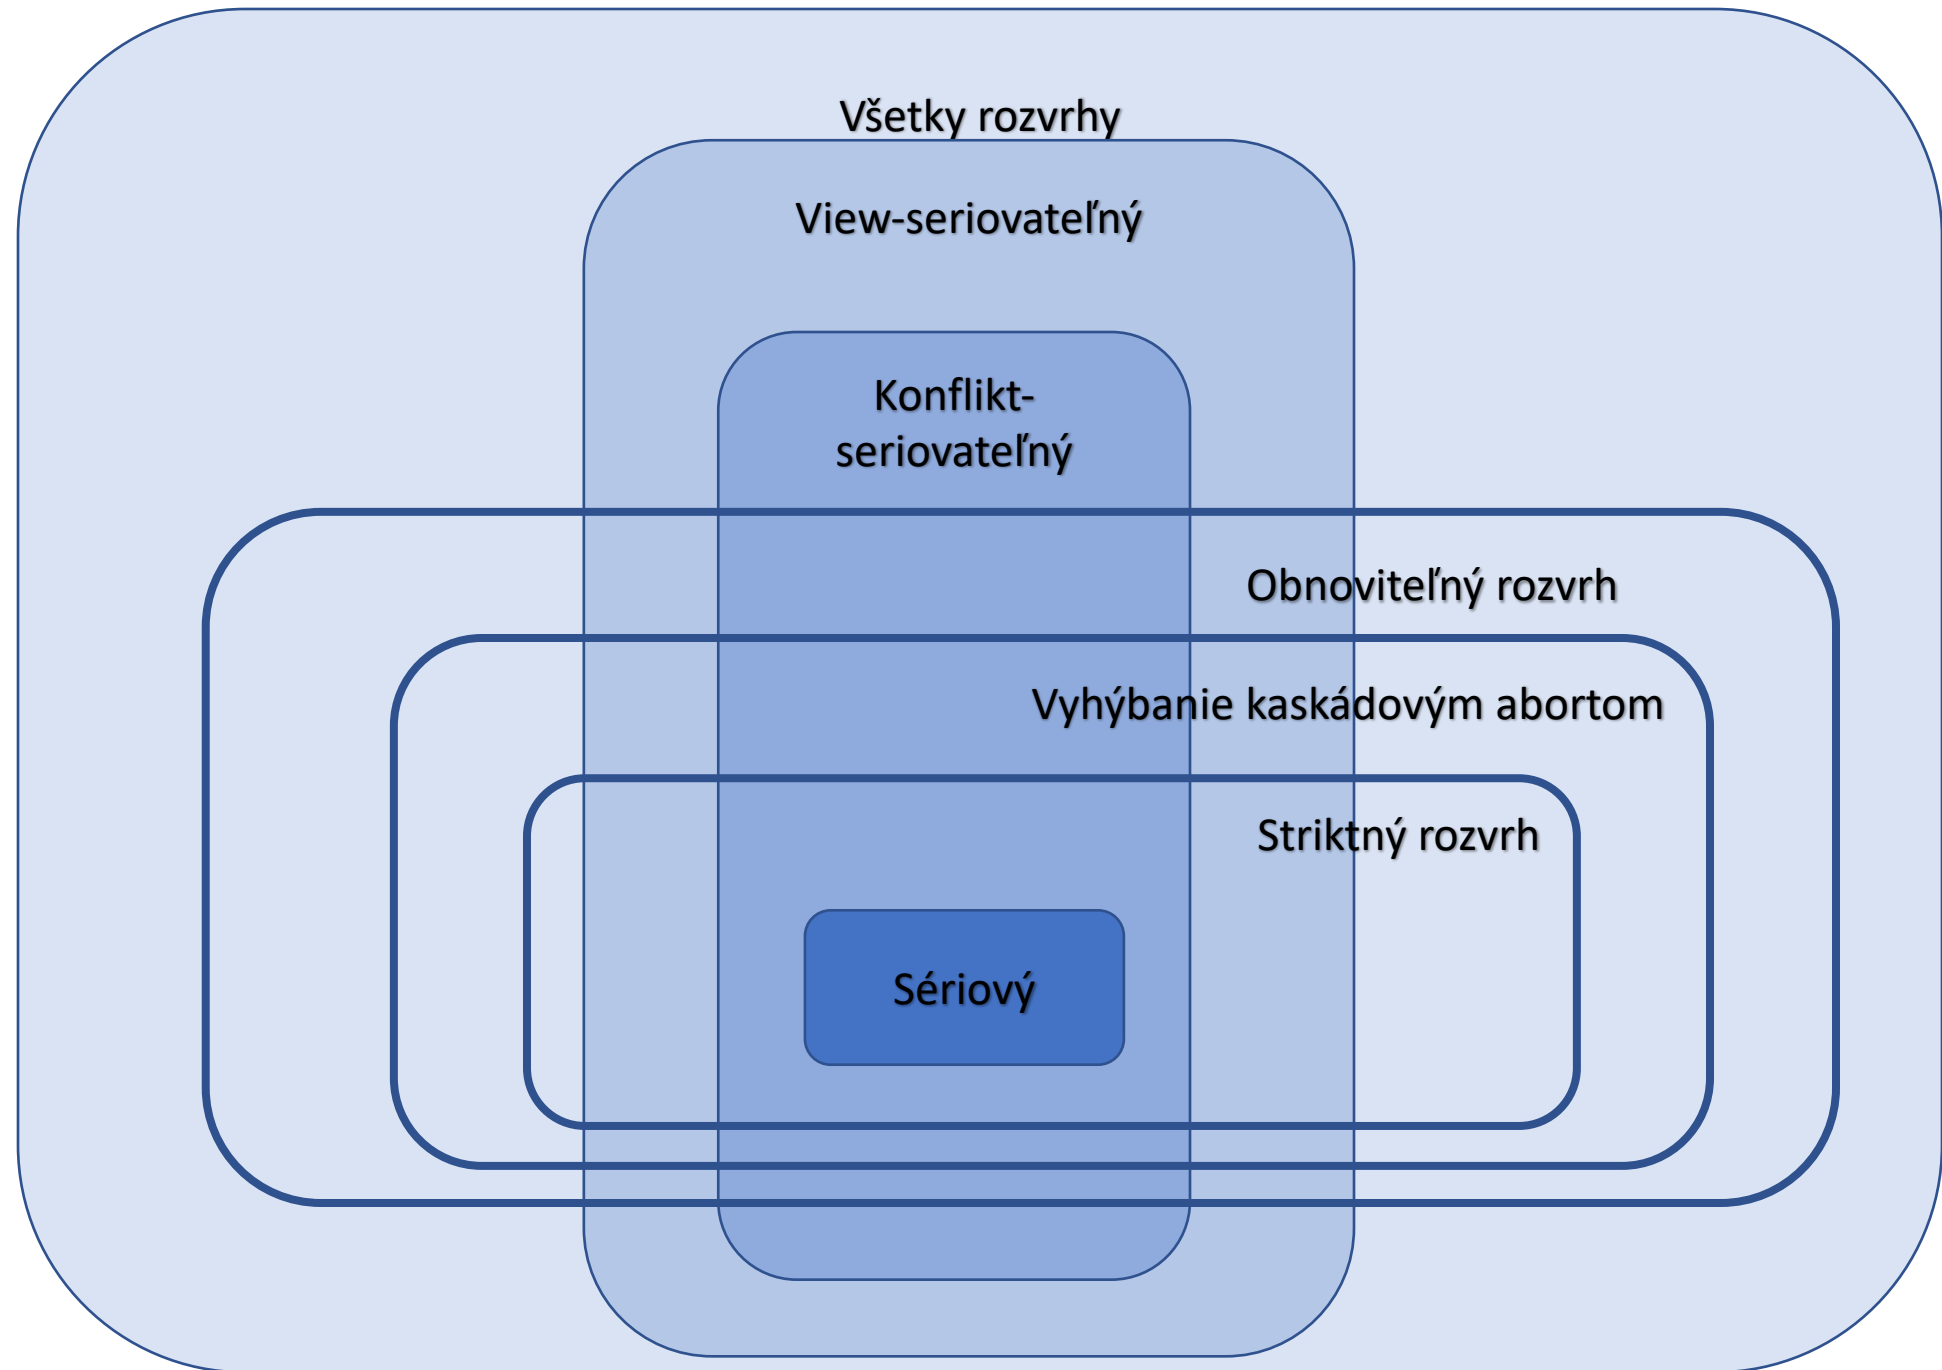 Všetky rozvrhy
View-seriovateľný
Konflikt-
seriovateľný
Obnoviteľný rozvrh
Vyhýbanie kaskádovým abortom
Striktný rozvrh
Sériový